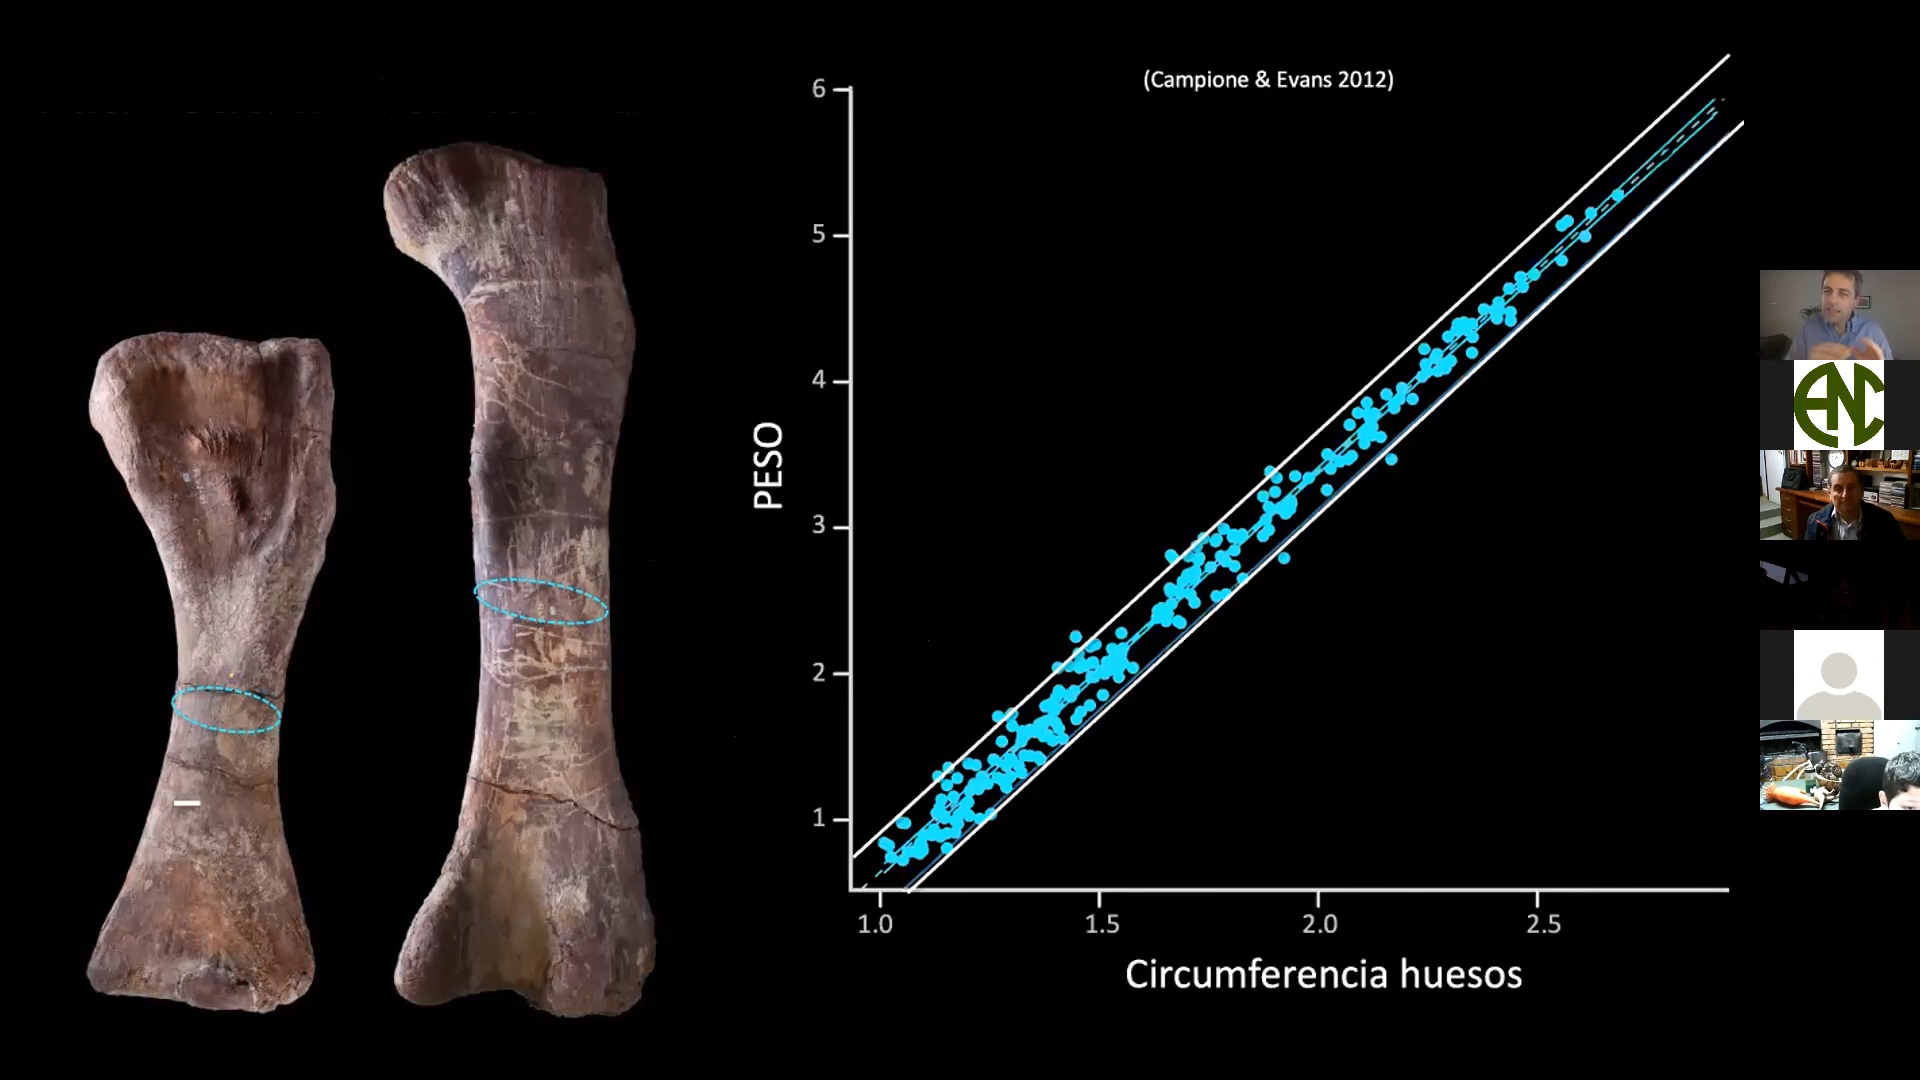 (Campione & Evans 2012)
6
5
4
3
2
1
PESO
1.0 1.5 2.0 2.5
Circumferencia huesos
ENC